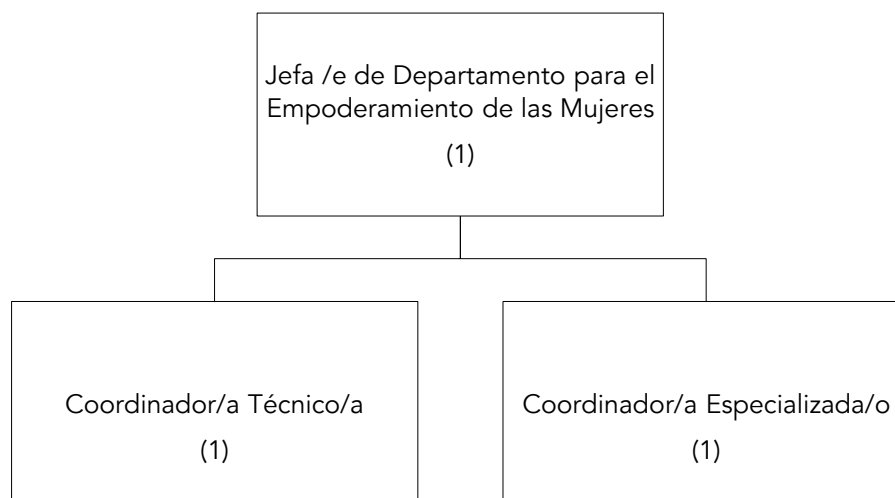 Jefa /e de Departamento para el
Empoderamiento de las Mujeres
(1)
Coordinador/a Técnico/a
(1)
Coordinador/a Especializada/o
(1)